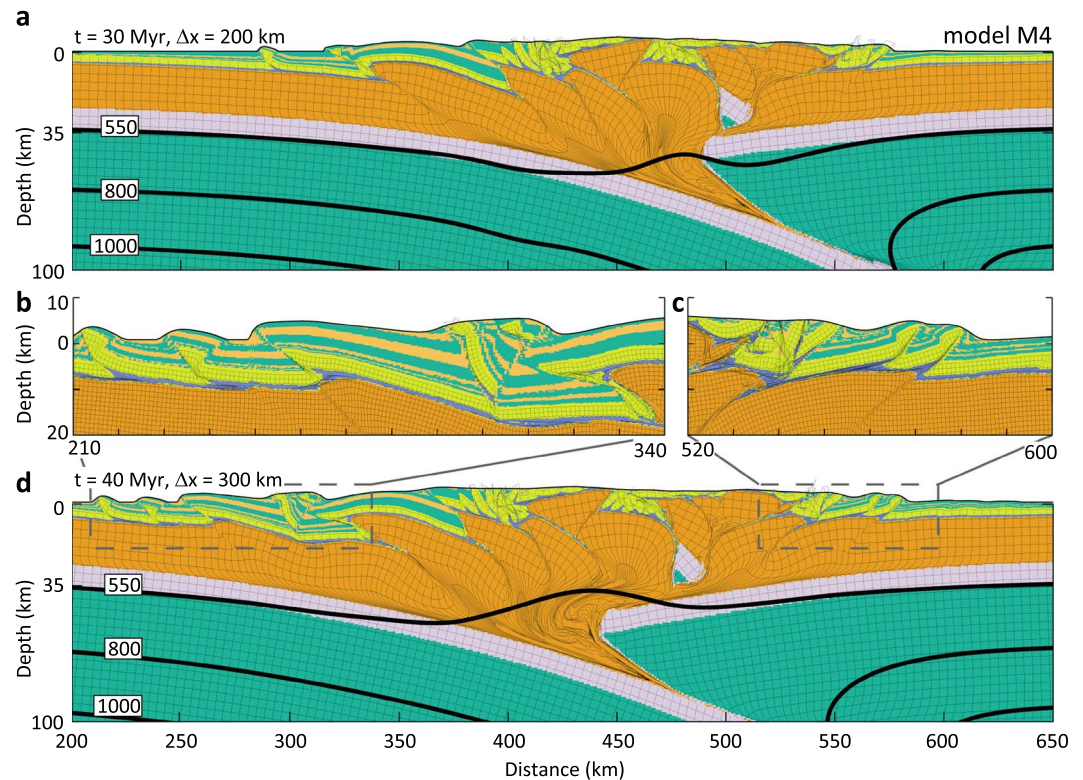 a
t = 30 Myr, Δx = 200 km
model M4
0
35
100
Depth (km)
550
800
1000
b
c
10
0
20
Depth (km)
210
340
520
600
d
t = 40 Myr, Δx = 300 km
0
35
100
Depth (km)
550
800
1000
200 250 300 350 400 450 500 550 600 650
Distance (km)